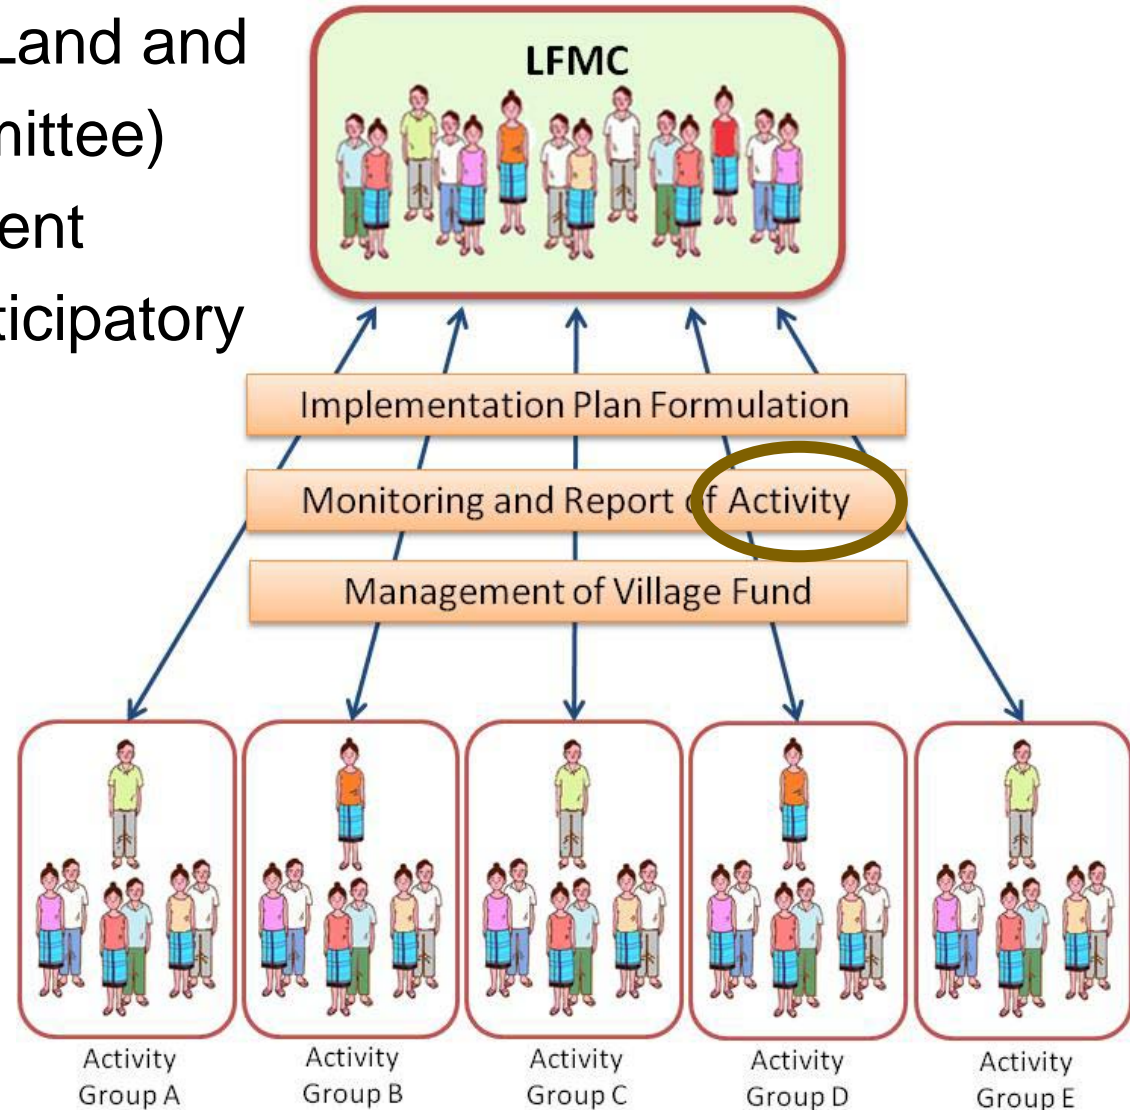 Land and
mittee)
ent
ticipatory
LFMC
Implementation Plan Formulation
Monitoring and Report of Activity
Management of Village Fund
Activity
Group A
Activity
Group B
Activity
Group C
Activity
Group D
Activity
Group E